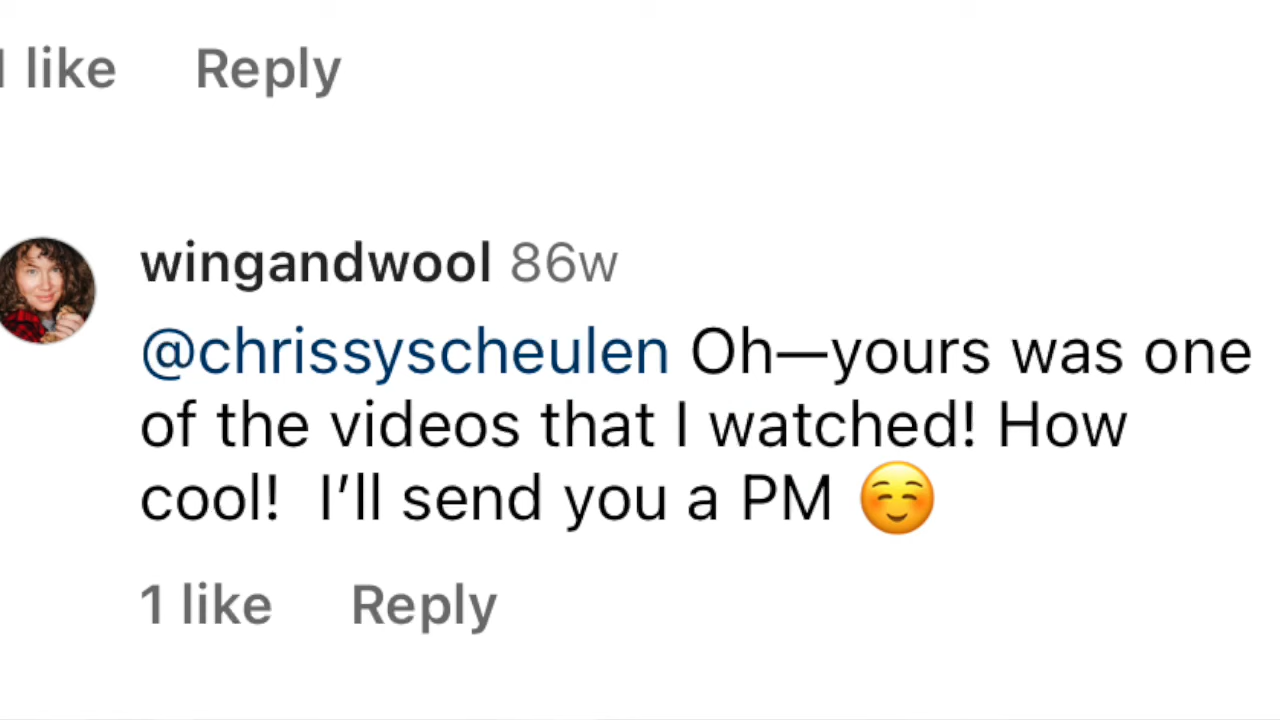 1 like Reply
wingandwool 86w
@chrissyscheulen Oh—yours was one
of the videos that I watched! How
cool!  I’ll send you a PM ☺️
1 like Reply